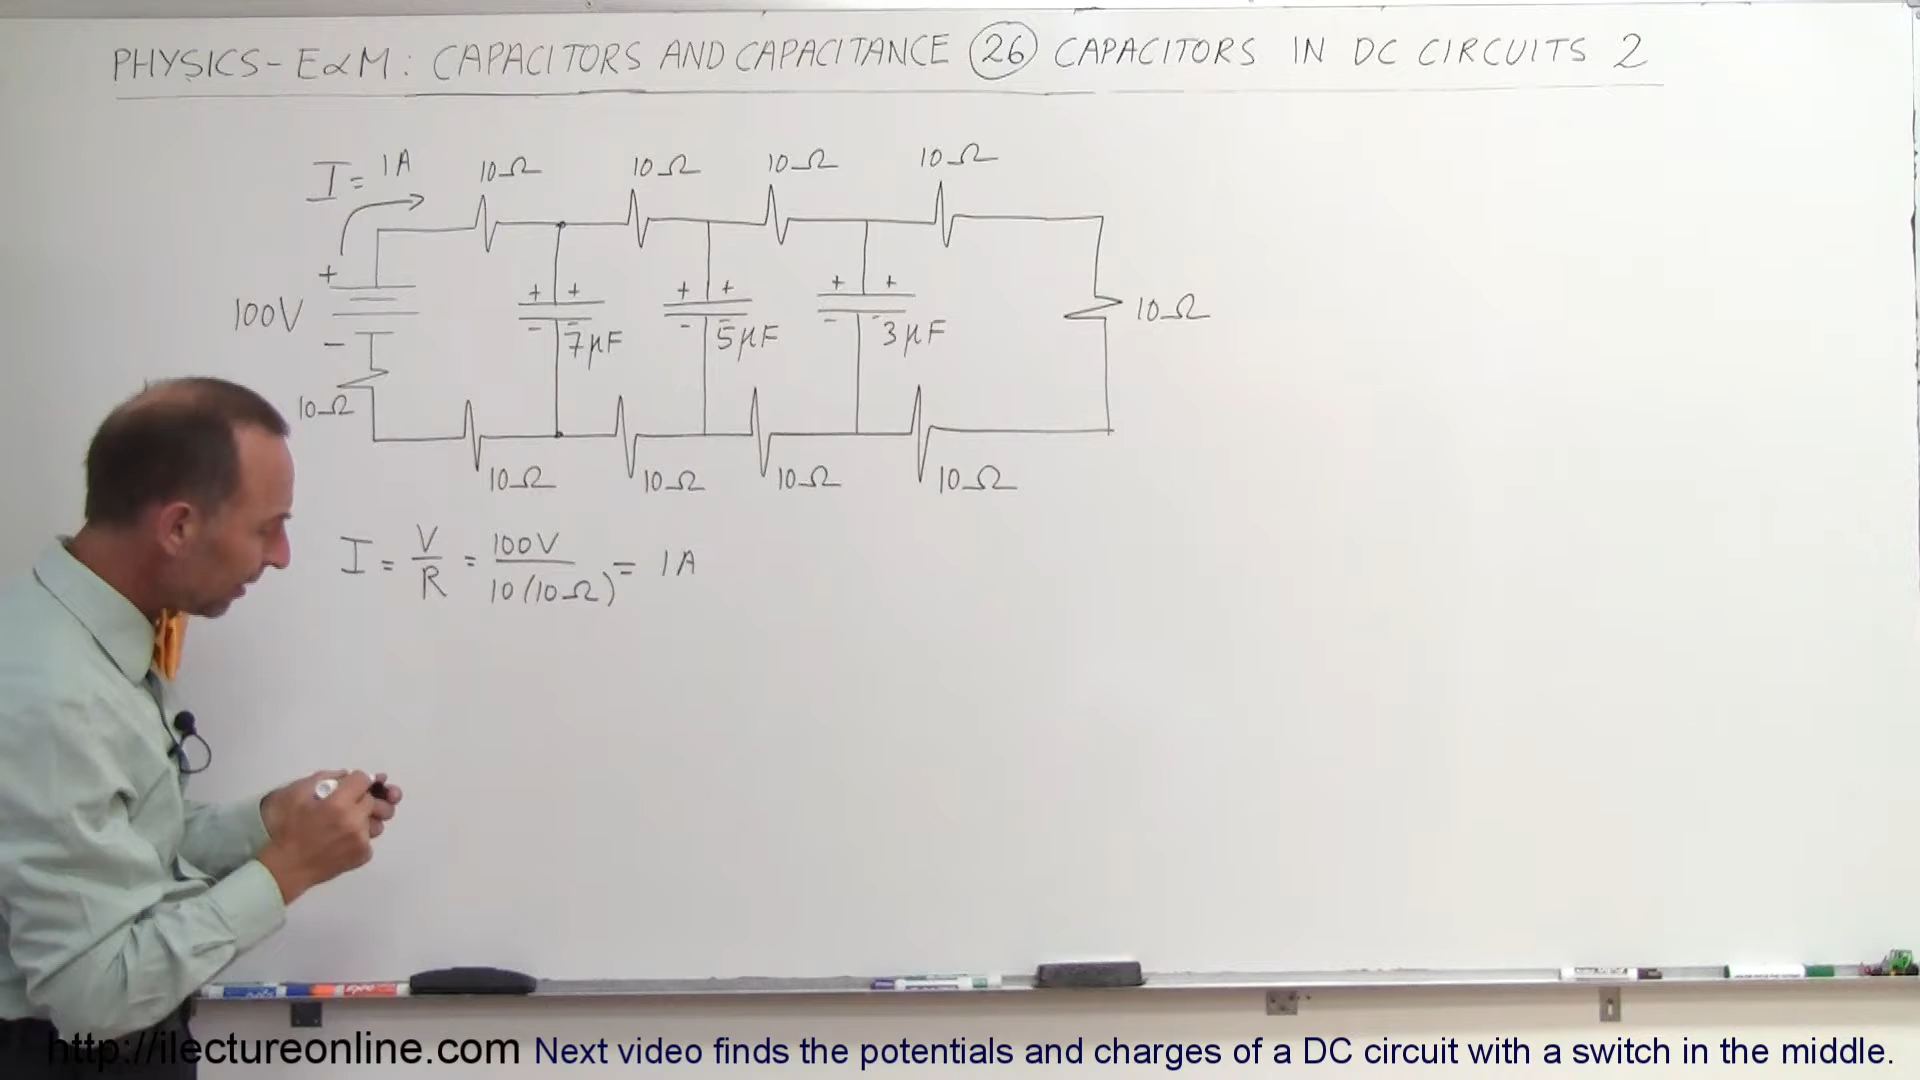 PHYSICS - E&M: CAPACITORS AND CAPACITANCE 26 CAPACITORS IN DC CIRCUITS 2
I = 1A
10Ω 10Ω 10Ω 10Ω
+
+ + + + + +
100V
10Ω
- - - - - -
7μF 5μF 3μF
-
10Ω
10Ω 10Ω 10Ω 10Ω
I = V/R = 100V/10(10Ω) = 1A
http://ilectureonline.com Next video finds the potentials and charges of a DC circuit with a switch in the middle.